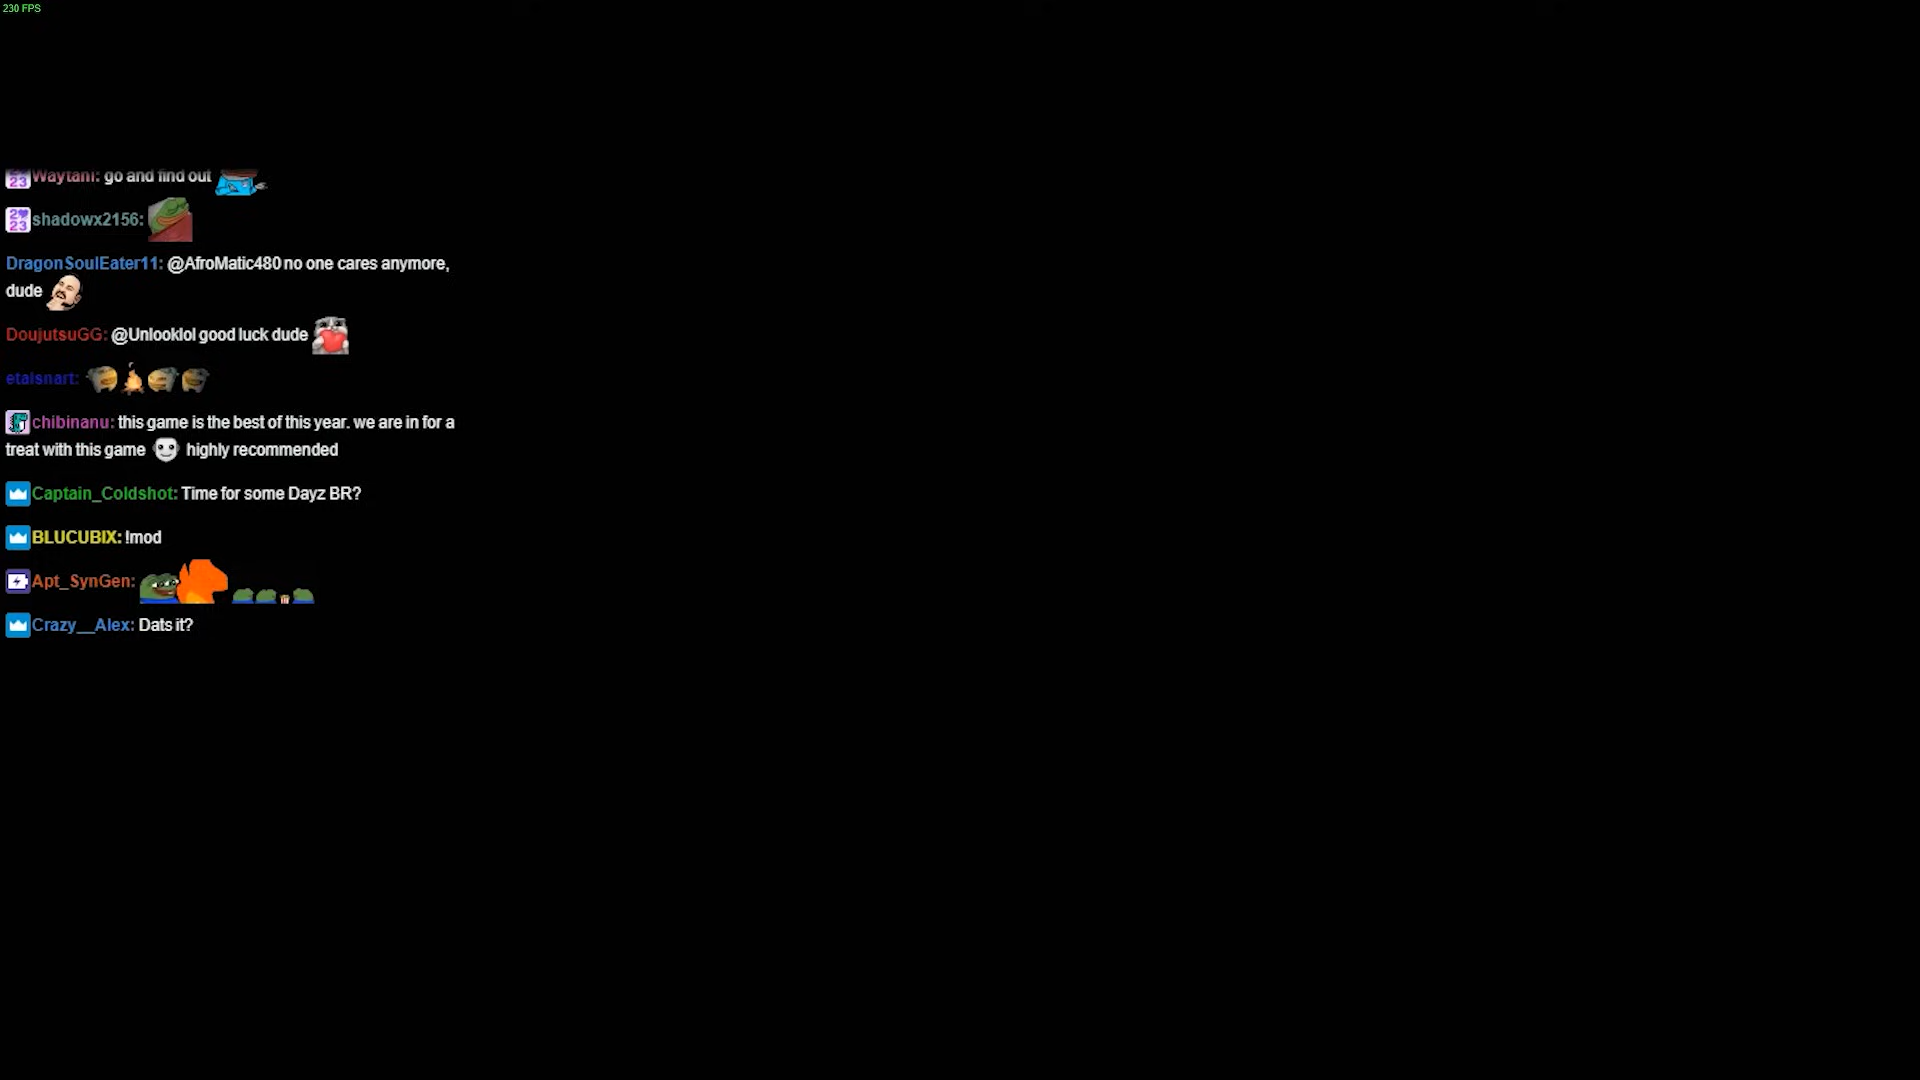 230 FPS
Waytani: go and find out
shadowx2156:
DragonSoulEater11: @AfroMatic480 no one cares anymore,
dude
DoujutsuGG: @Unlooklol good luck dude
etalsnart:
chibinanu: this game is the best of this year. we are in for a
treat with this game highly recommended
Captain_Coldshot: Time for some Dayz BR?
BLUCUBIX: !mod
Apt_SynGen:
Crazy__Alex: Dats it?